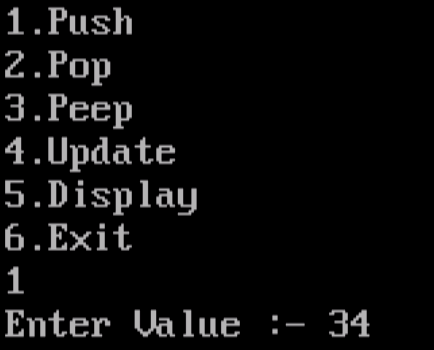 1.Push
2.Pop
3.Peep
4.Update
5.Display
6.Exit
1
Enter Value :- 34